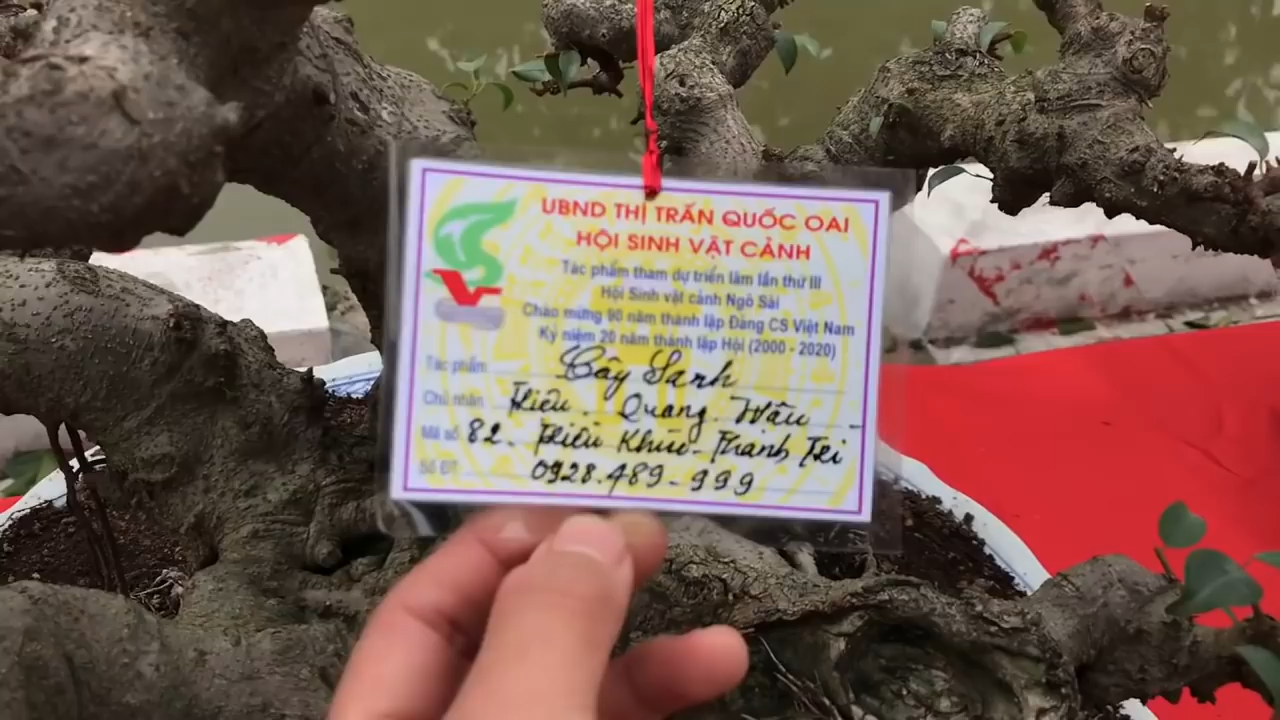 UBND THỊ TRẤN QUỐC OAI
HỘI SINH VẬT CẢNH
Tác phẩm tham dự triển lãm lần thứ III
Hội Sinh vật cảnh Ngô Sài
Chào mừng 90 năm thành lập Đảng CS Việt Nam
Kỷ niệm 20 năm thành lập Hội (2000 - 2020)
Tác phẩm Cây Sanh
Chủ nhân Triều. Quang. Hậu
Mã số 82. Triều Khúc - Thanh Trì
Số ĐT 0928.489-999